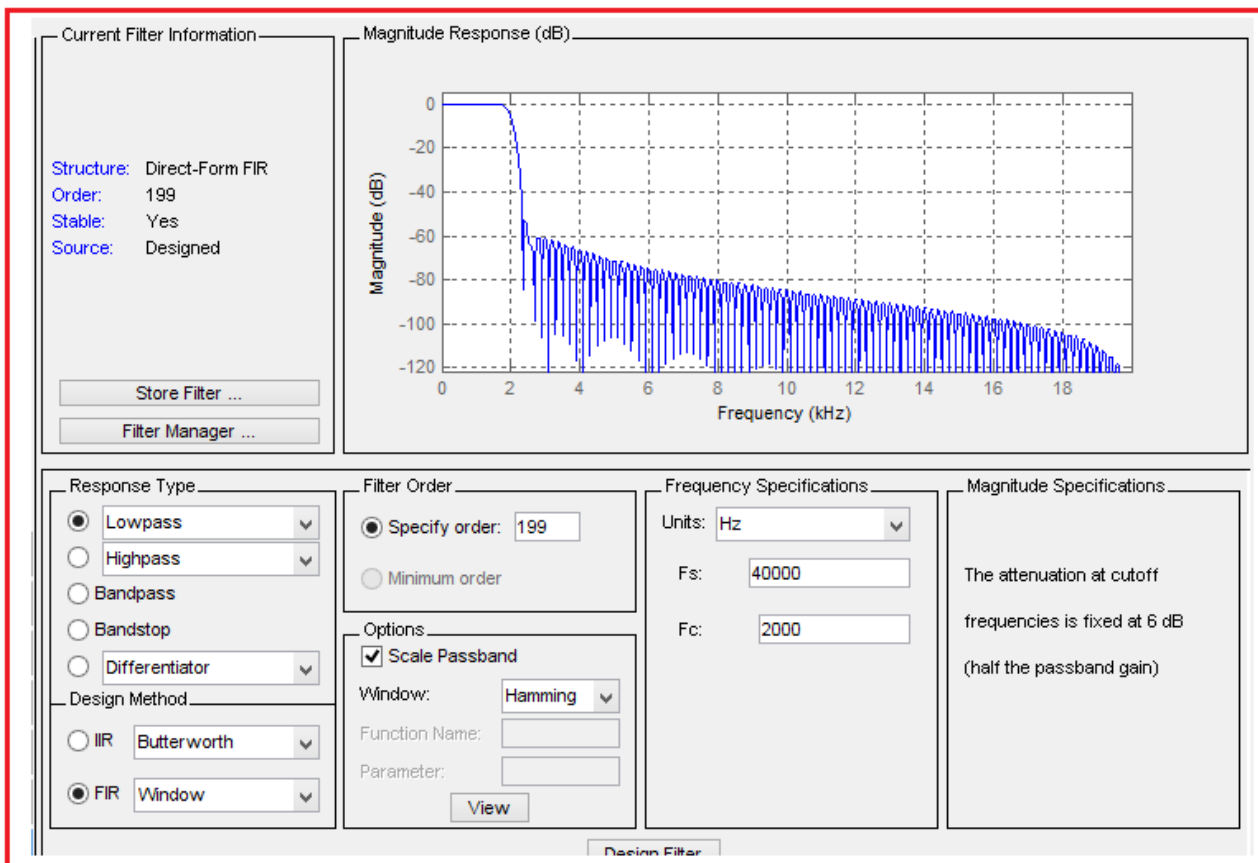 Current Filter Information
Structure: Direct-Form FIR
Order: 199
Stable: Yes
Source: Designed
Store Filter ...
Filter Manager ...
Magnitude Response (dB)
0
-20
-40
-60
-80
-100
-120
Magnitude (dB)
0 2 4 6 8 10 12 14 16 18
Frequency (kHz)
Response Type
Lowpass
Highpass
Bandpass
Bandstop
Differentiator
Design Method
IIR Butterworth
FIR Window
Filter Order
Specify order: 199
Minimum order
Options
Scale Passband
Window: Hamming
Function Name:
Parameter:
View
Frequency Specifications
Units: Hz
Fs: 40000
Fc: 2000
Magnitude Specifications
The attenuation at cutoff
frequencies is fixed at 6 dB
(half the passband gain)
Design Filter